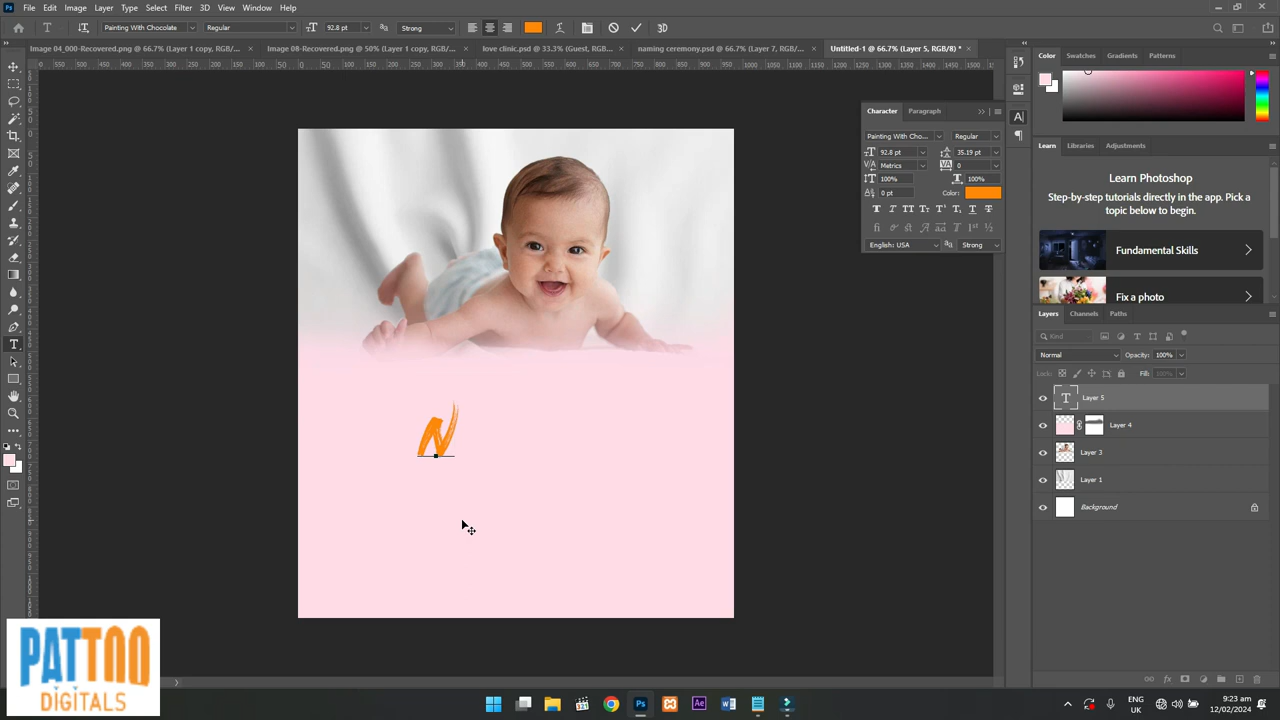 File Edit Image Layer Type Select Filter 3D View Window Help
Painting With Chocolate Regular 92.8 pt Strong 3D
Image 04_000-Recovered.png @ 66.7% (Layer 1 copy, RGB/... Image 08-Recovered.png @ 50% (Layer 1 copy, RGB/... love clinic.psd @ 33.3% (Guest, RGB... naming ceremony.psd @ 66.7% (Layer 7, RGB/... Untitled-1 @ 66.7% (Layer 5, RGB/8) *
Color Swatches Gradients Patterns
Character Paragraph
Painting With Cho... Regular
92.8 pt 35.19 pt
Metrics 0
100% 100%
0 pt Color:
English: USA Strong
Learn Libraries Adjustments
Learn Photoshop
Step-by-step tutorials directly in the app. Pick a
topic below to begin.
Fundamental Skills
Fix a photo
Layers Channels Paths
Kind
Normal Opacity: 100%
Lock: Fill: 100%
Layer 5
Layer 4
Layer 3
Layer 1
Background
N
PATTOO
DIGITALS
ENG
UK
9:23 am
12/02/2024